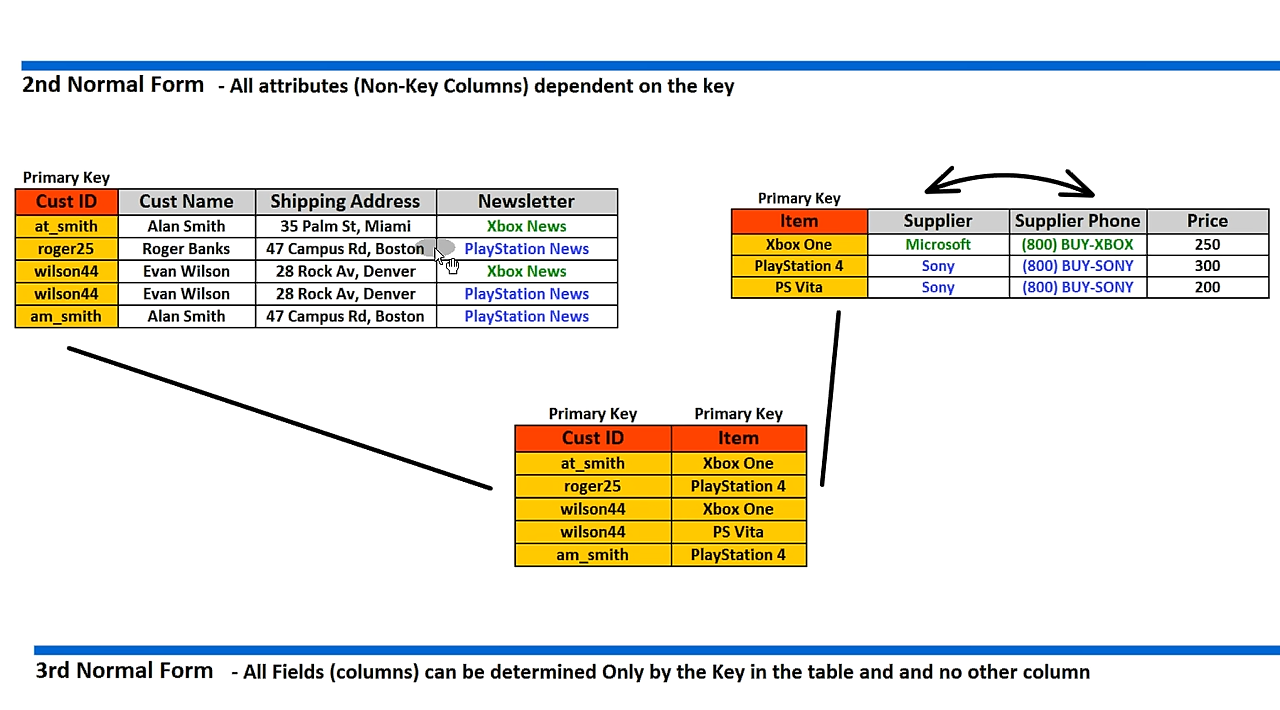 2nd Normal Form - All attributes (Non-Key Columns) dependent on the key
Primary Key
Cust ID Cust Name Shipping Address Newsletter
at_smith Alan Smith 35 Palm St, Miami Xbox News
roger25 Roger Banks 47 Campus Rd, Boston PlayStation News
wilson44 Evan Wilson 28 Rock Av, Denver Xbox News
wilson44 Evan Wilson 28 Rock Av, Denver PlayStation News
am_smith Alan Smith 47 Campus Rd, Boston PlayStation News
Primary Key
Item Supplier Supplier Phone Price
Xbox One Microsoft (800) BUY-XBOX 250
PlayStation 4 Sony (800) BUY-SONY 300
PS Vita Sony (800) BUY-SONY 200
Primary Key Primary Key
Cust ID Item
at_smith Xbox One
roger25 PlayStation 4
wilson44 Xbox One
wilson44 PS Vita
am_smith PlayStation 4
3rd Normal Form - All Fields (columns) can be determined Only by the Key in the table and and no other column